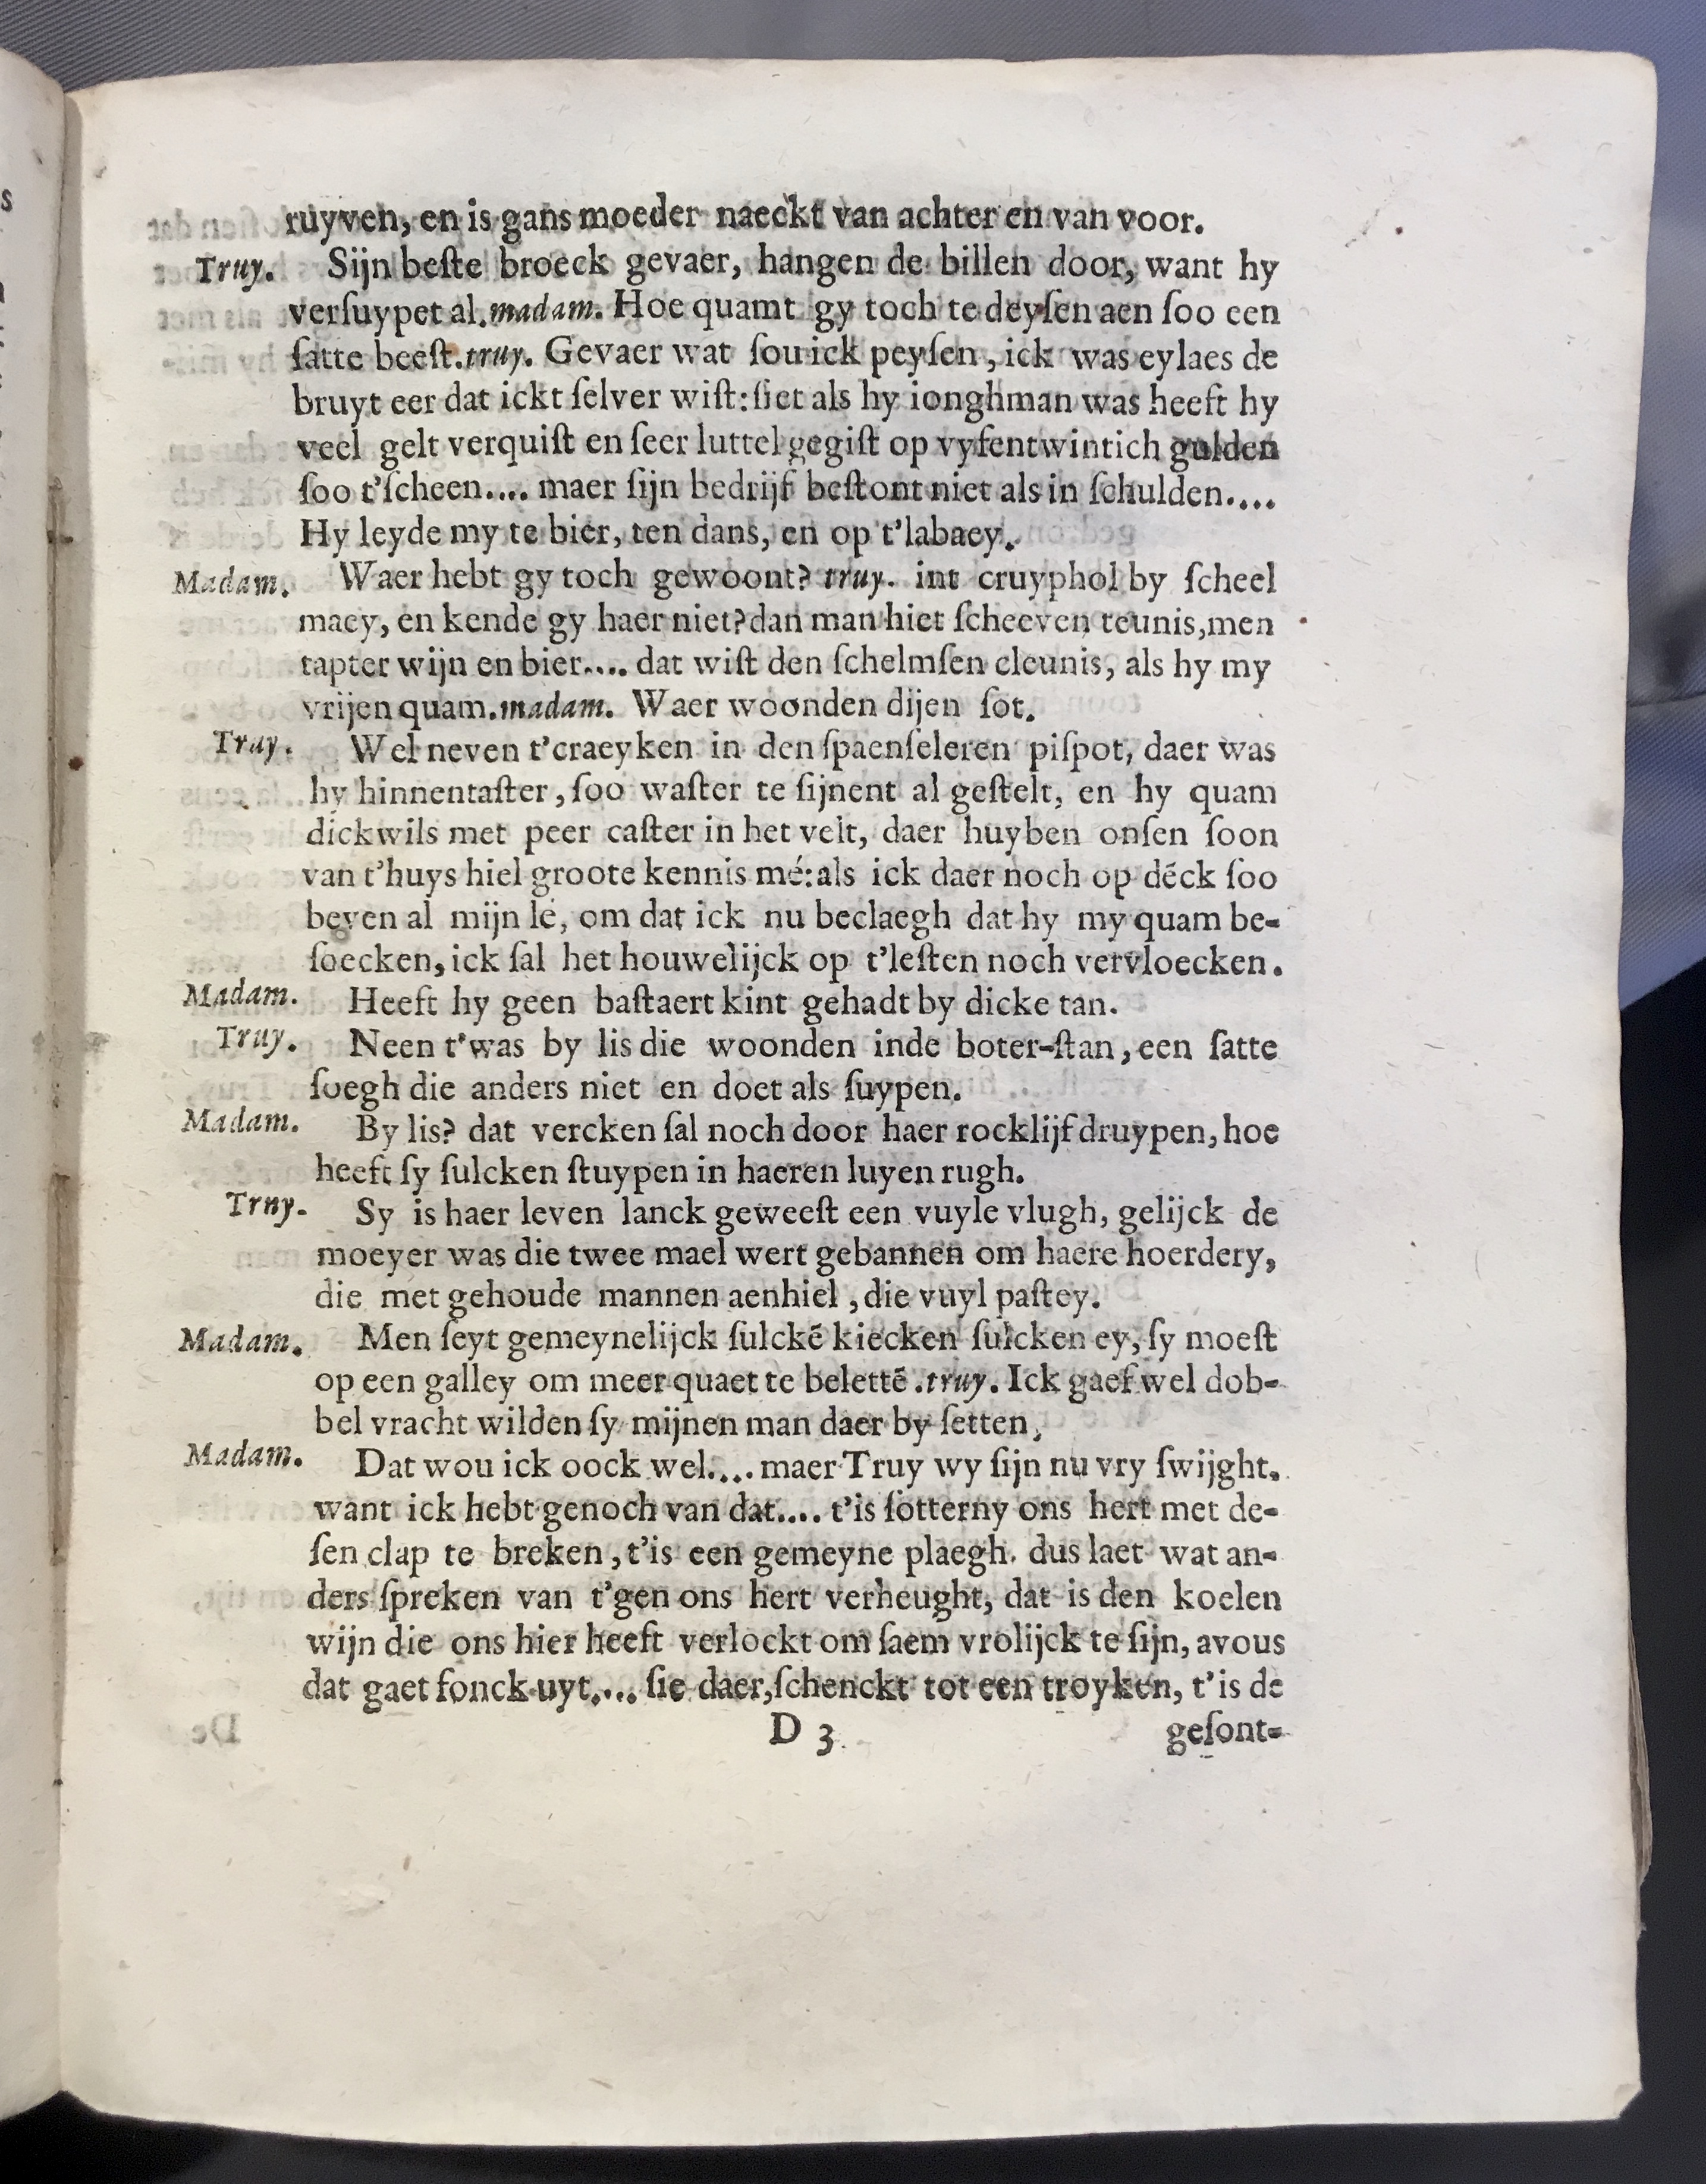 ruyven, en is gans moeder naeckt van achter en van voor.
Truy. Sijn beſte broeck gevaer, hangen de billen door, want hy
verſuypet al. madam. Hoe quamt gy toch te deyſen aen ſoo een
ſatte beeſt. truy. Gevaer wat ſou ick peyſen, ick was eylaes de
bruyt eer dat ickt ſelver wiſt: ſiet als hy ionghman was heeft hy
veel gelt verquiſt en ſeer luttel gegiſt op vyfentwintich gulden
ſoo t'ſcheen.... maer ſijn bedrijf beſtont niet als in ſchulden....
Hy leyde my te bier, ten dans, en op t'labaey.
Madam. Waer hebt gy toch gewoont? truy. int cruyphol by ſcheel
maey, en kende gy haer niet? dan man hiet ſcheeven teunis, men
tapter wijn en bier.... dat wiſt den ſchelmſen cleunis, als hy my
vrijen quam. madam. Waer woonden dijen ſot.
Truy. Wel neven t'craeyken in den ſpaenſeleren piſpot, daer was
hy hinnentaſter, ſoo waſter te ſijnent al geſtelt, en hy quam
dickwils met peer caſter in het velt, daer huyben onſen ſoon
van t'huys hiel groote kennis mé: als ick daer noch op dēck ſoo
beven al mijn lé, om dat ick nu beclaegh dat hy my quam be-
ſoecken, ick ſal het houwelijck op t'leſten noch vervloecken.
Madam. Heeft hy geen baſtaert kint gehadt by dicke tan.
Truy. Neen t'was by lis die woonden inde boter-ſtan, een ſatte
ſoegh die anders niet en doet als ſuypen.
Madam. By lis? dat vercken ſal noch door haer rocklijf druypen, hoe
heeft ſy ſulcken ſtuypen in haeren luyen rugh.
Trny. Sy is haer leven lanck geweeſt een vuyle vlugh, gelijck de
moeyer was die twee mael wert gebannen om haere hoerdery,
die met gehoude mannen aenhiel, die vuyl paſtey.
Madam. Men ſeyt gemeynelijck ſulckē kiecken ſulcken ey, ſy moeſt
op een galley om meer quaet te belettē. truy. Ick gaef wel dob-
bel vracht wilden ſy mijnen man daer by ſetten,
Madam. Dat wou ick oock wel.... maer Truy wy ſijn nu vry ſwijght.
want ick hebt genoch van dat.... t'is ſotterny ons hert met de-
ſen clap te breken, t'is een gemeyne plaegh. dus laet wat an-
ders ſpreken van t'gen ons hert verheught, dat is den koelen
wijn die ons hier heeft verlockt om ſaem vrolijck te ſijn, avous
dat gaet fonck uyt.... ſie daer, ſchenckt tot een troyken, t'is de
D 3 geſont-